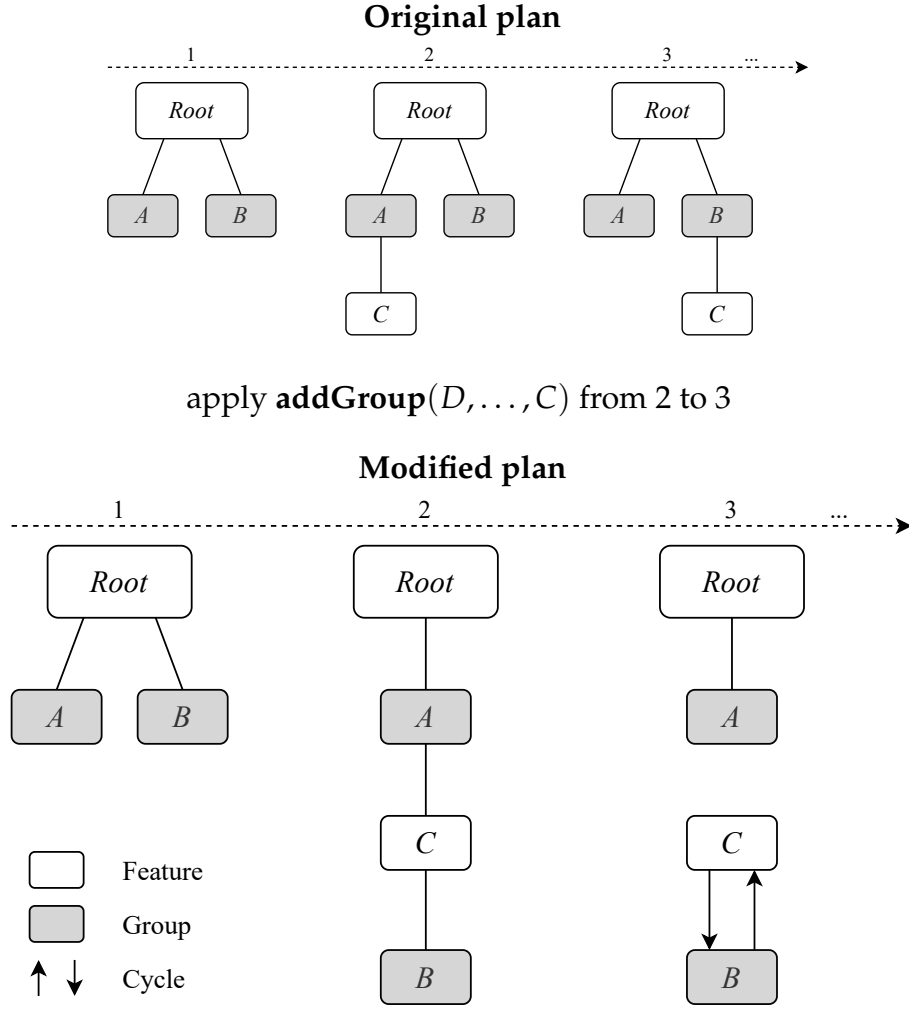 Original plan
1 2 3 ...
Root Root Root
A B A B A B
C C
apply addGroup(D, . . . , C) from 2 to 3
Modified plan
1 2 3 ...
Root Root Root
A B A A
C C
Feature
Group
B B
Cycle